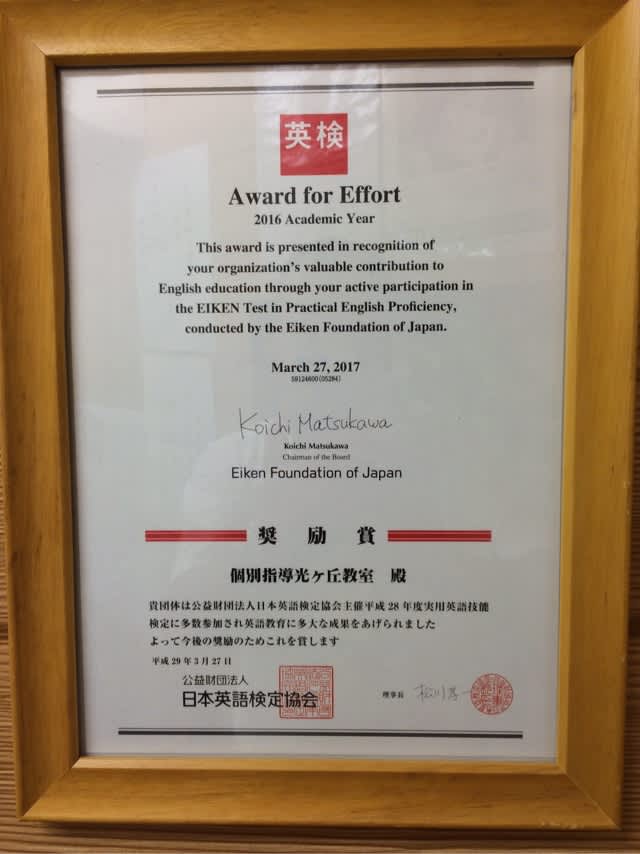 英検
Award for Effort
2016 Academic Year
This award is presented in recognition of
your organization's valuable contribution to
English education through your active participation in
the EIKEN Test in Practical English Proficiency,
conducted by the Eiken Foundation of Japan.
March 27, 2017
59124600(05284)
Koichi Matsukawa
Koichi Matsukawa
Chairman of the Board
Eiken Foundation of Japan
奨励賞
個別指導光ヶ丘教室 殿
貴団体は公益財団法人日本英語検定協会主催平成28年度実用英語技能
検定に多数参加され英語教育に多大な成果をあげられました
よって今後の奨励のためこれを賞します
平成29年3月27日
公益財団法人
日本英語検定協会
理事長 松川孝一